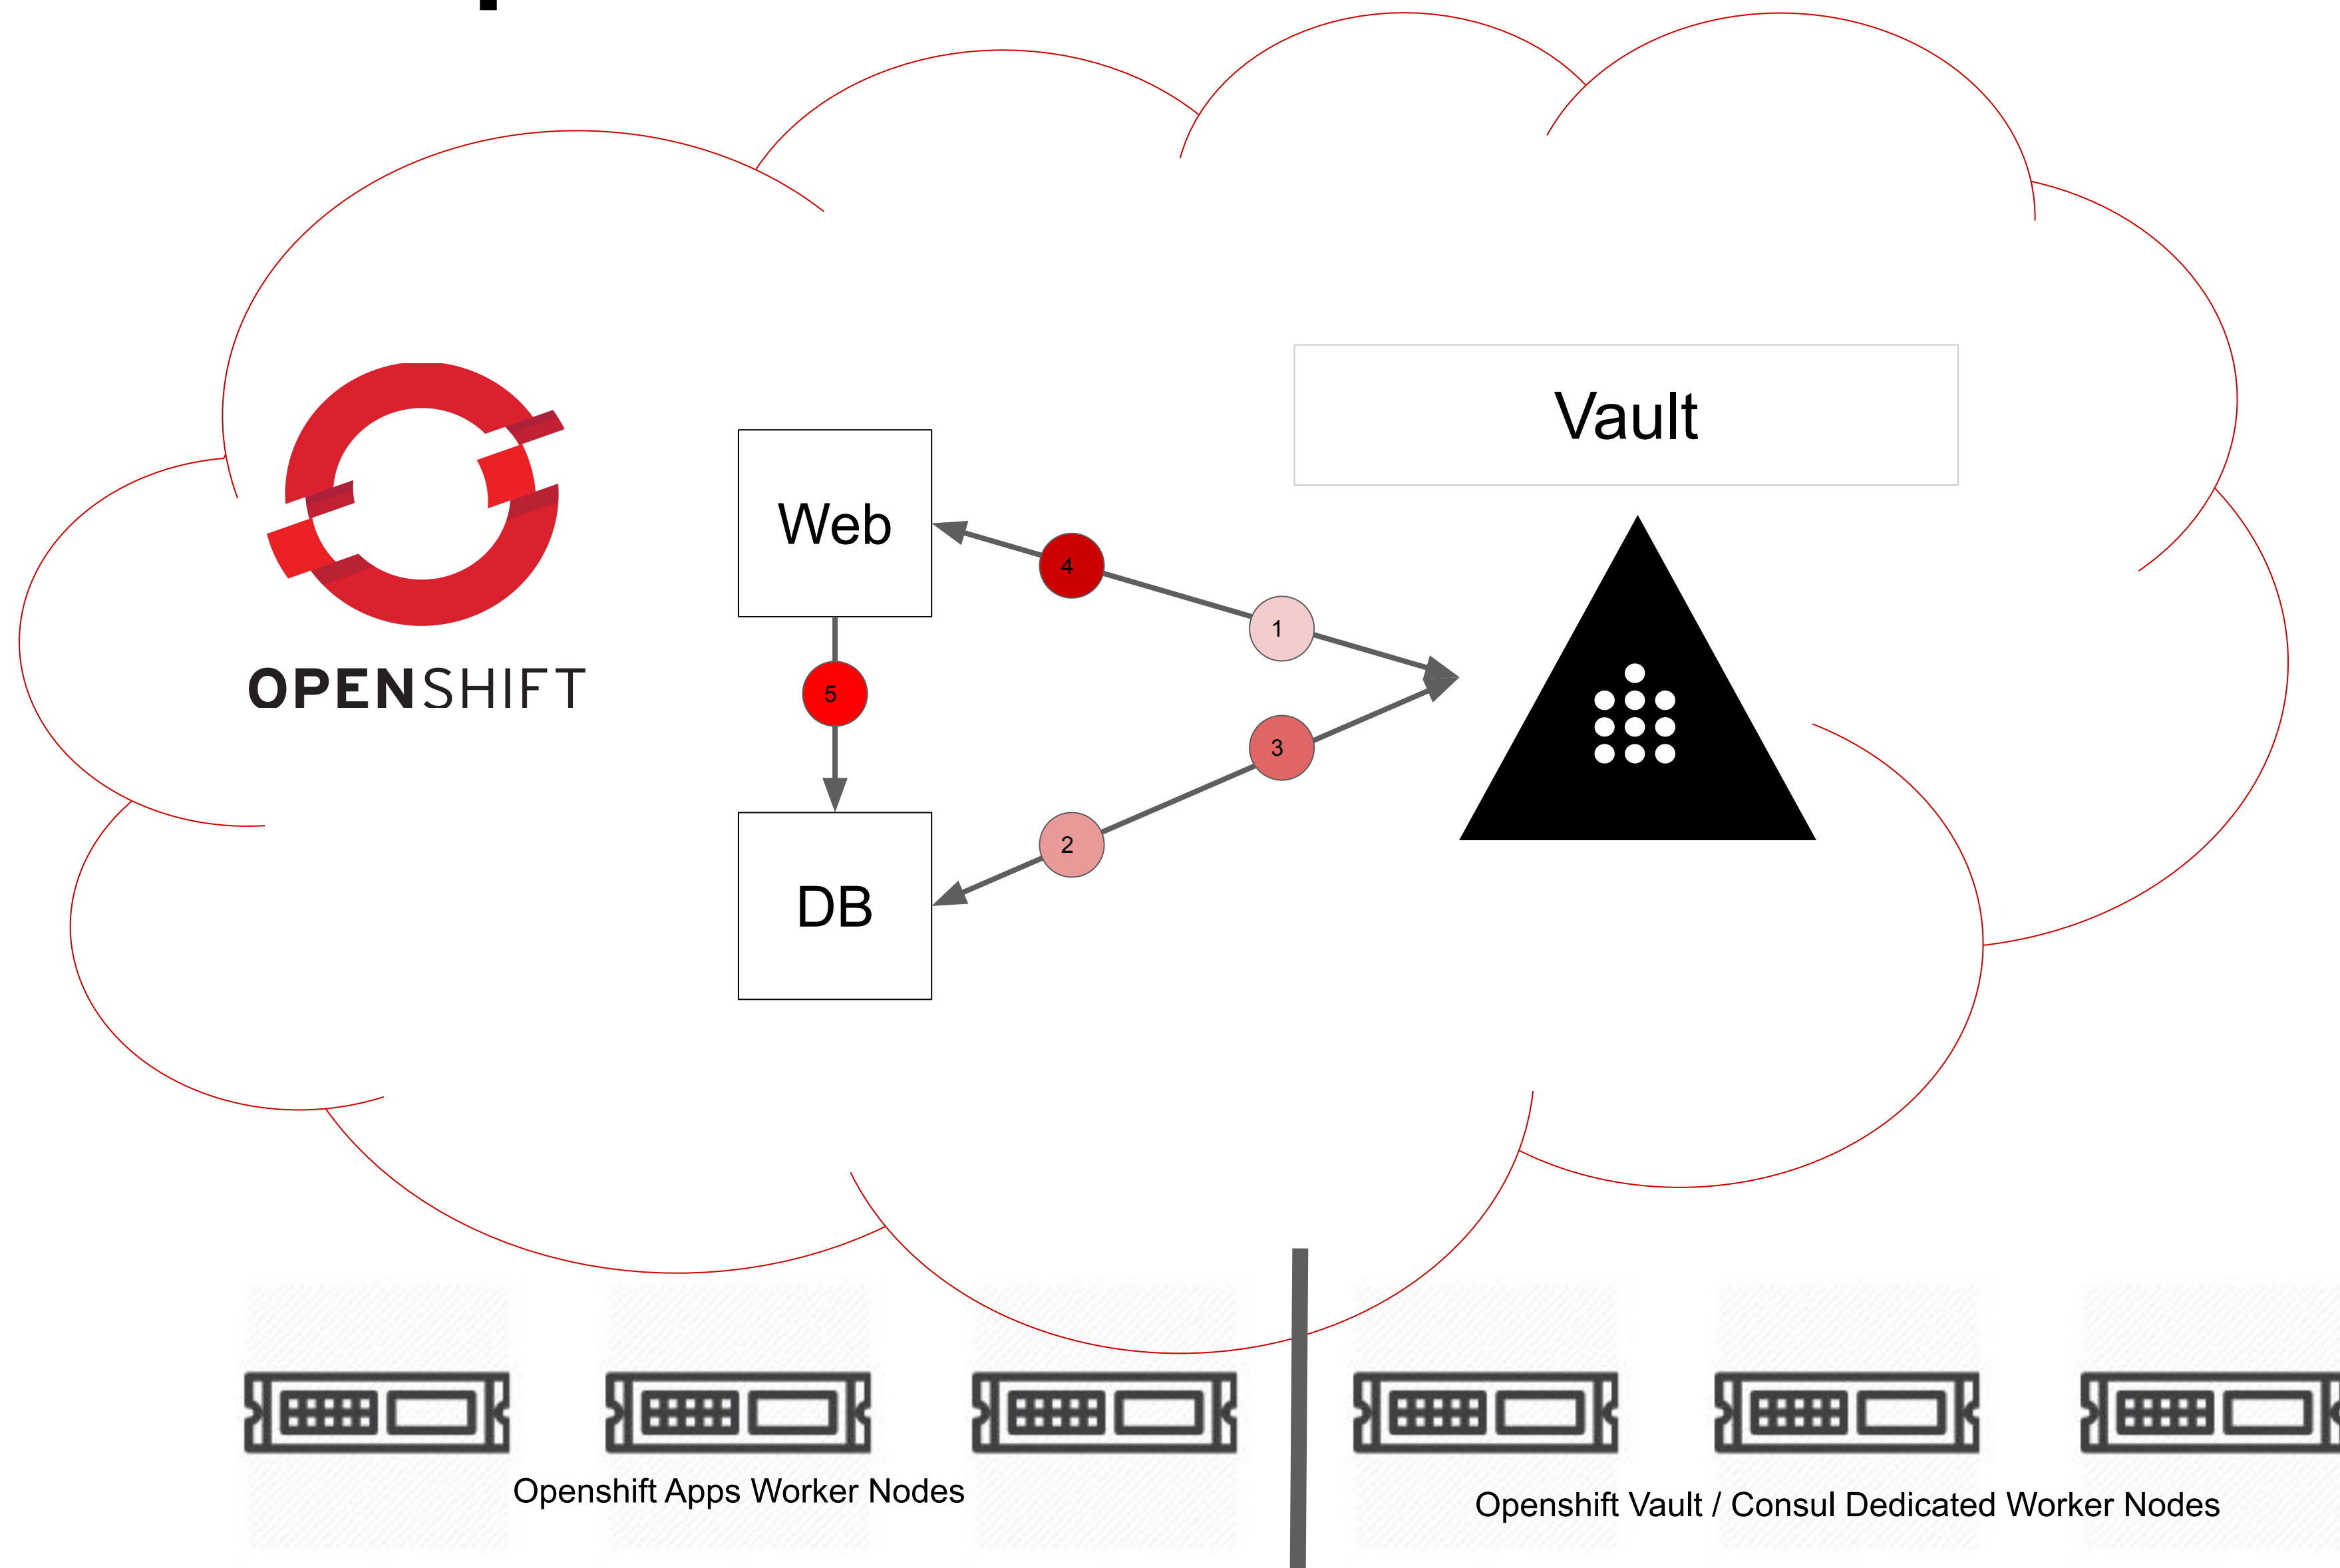 Vault
Web
4
1
OPENSHIFT
5
3
2
DB
Openshift Apps Worker Nodes
Openshift Vault / Consul Dedicated Worker Nodes